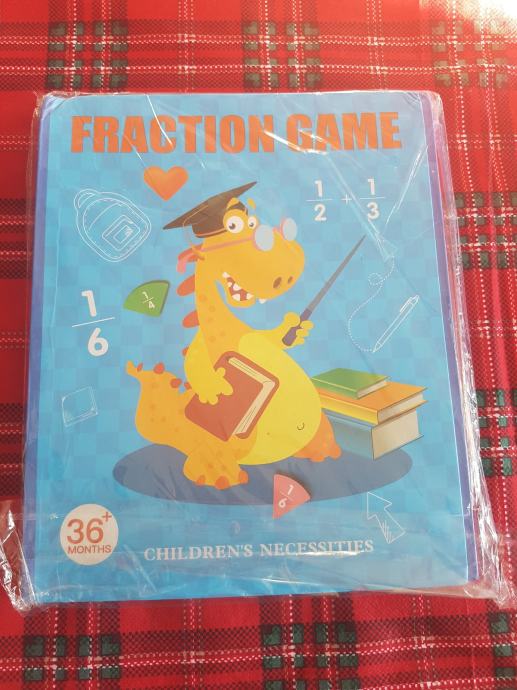 FRACTION GAME
1/2 + 1/3
1/4
1/6
1/6
36+
MONTHS
CHILDREN'S NECESSITIES